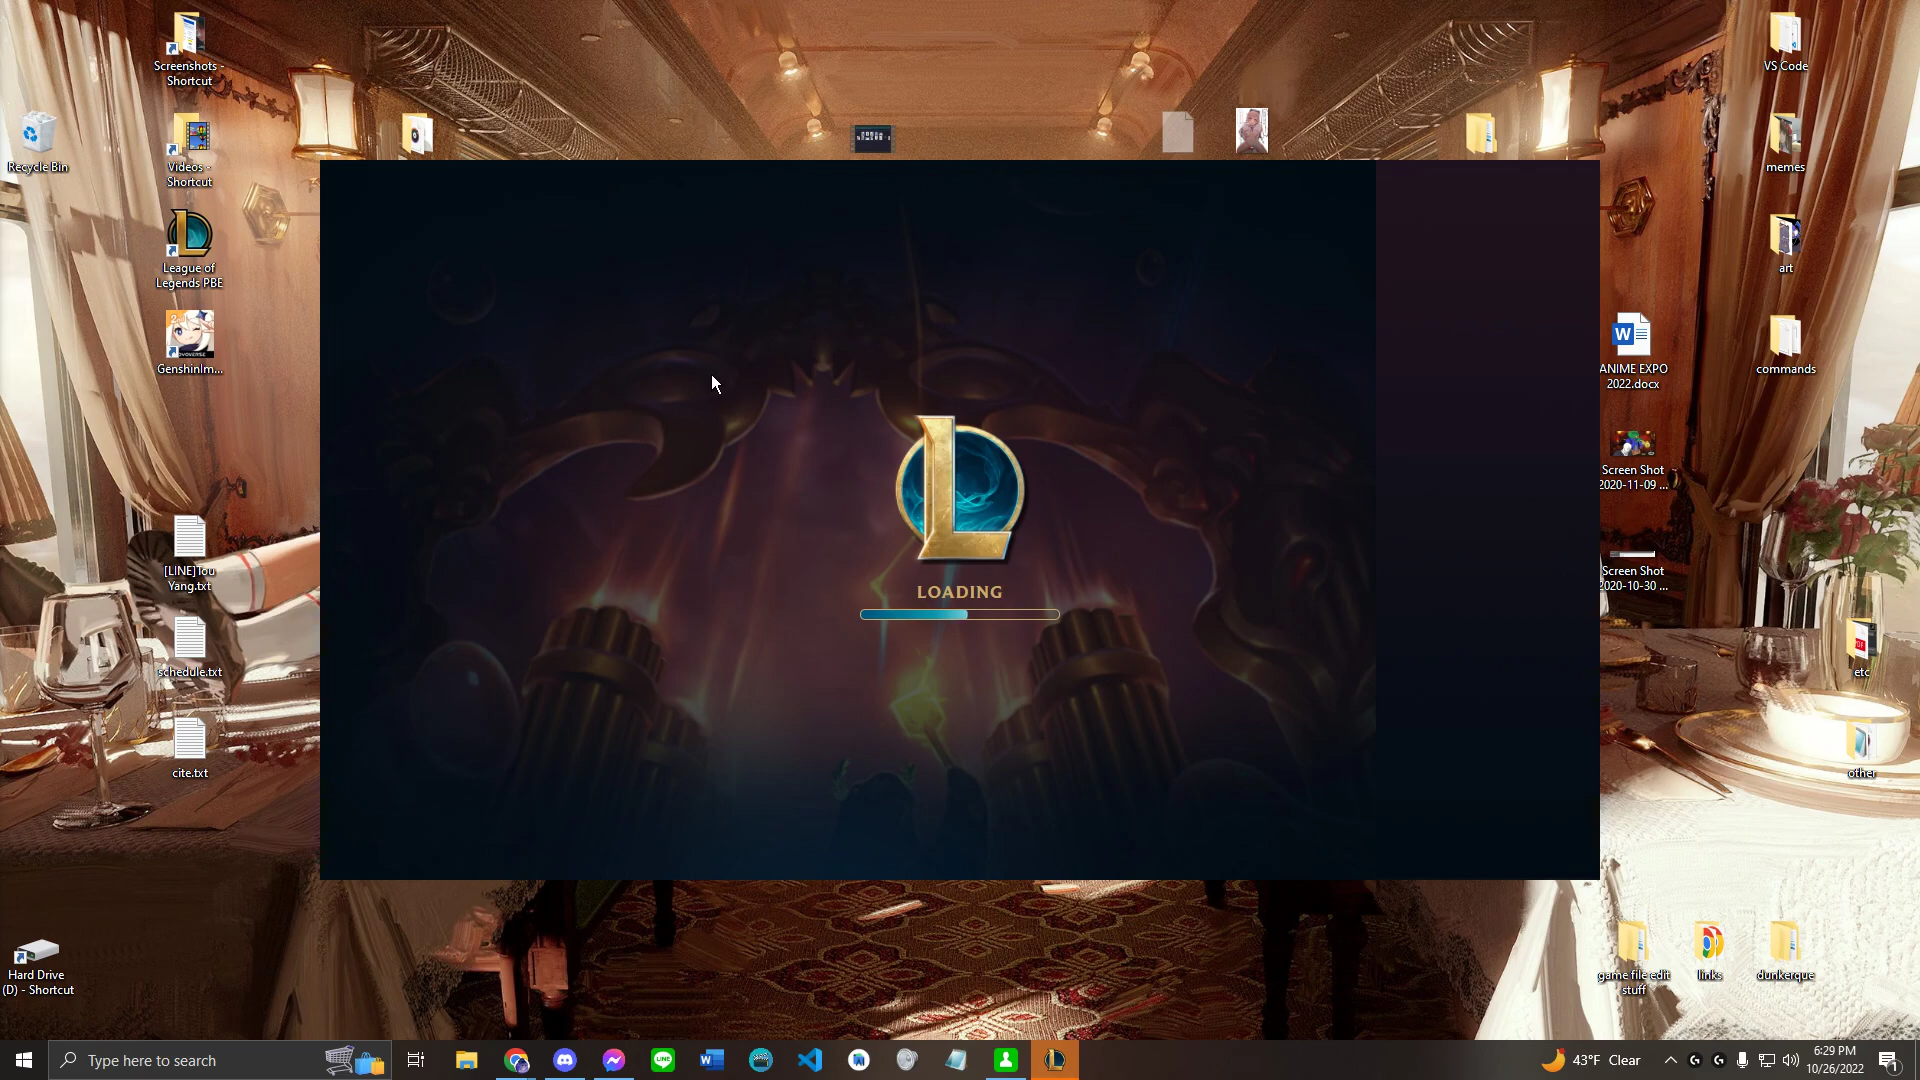 Screenshots -
Shortcut
Recycle Bin
Videos -
Shortcut
League of
Legends PBE
GenshinIm...
[LINE]Tou
Yang.txt
schedule.txt
cite.txt
Hard Drive
(D) - Shortcut
LOADING
VS Code
memes
art
commands
ANIME EXPO
2022.docx
Screen Shot
2020-11-09 ...
Screen Shot
2020-10-30 ...
etc
other
game file edit
stuff
links
dunkerque
Type here to search
43°F Clear
6:29 PM
10/26/2022
1